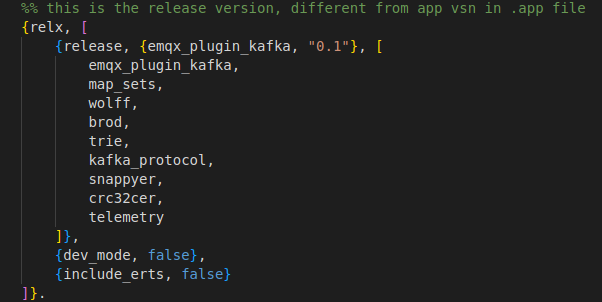 %% this is the release version, different from app vsn in .app file
{relx, [
{release, {emqx_plugin_kafka, "0.1"}, [
emqx_plugin_kafka,
map_sets,
wolff,
brod,
trie,
kafka_protocol,
snappyer,
crc32cer,
telemetry
]},
{dev_mode, false},
{include_erts, false}
]}.